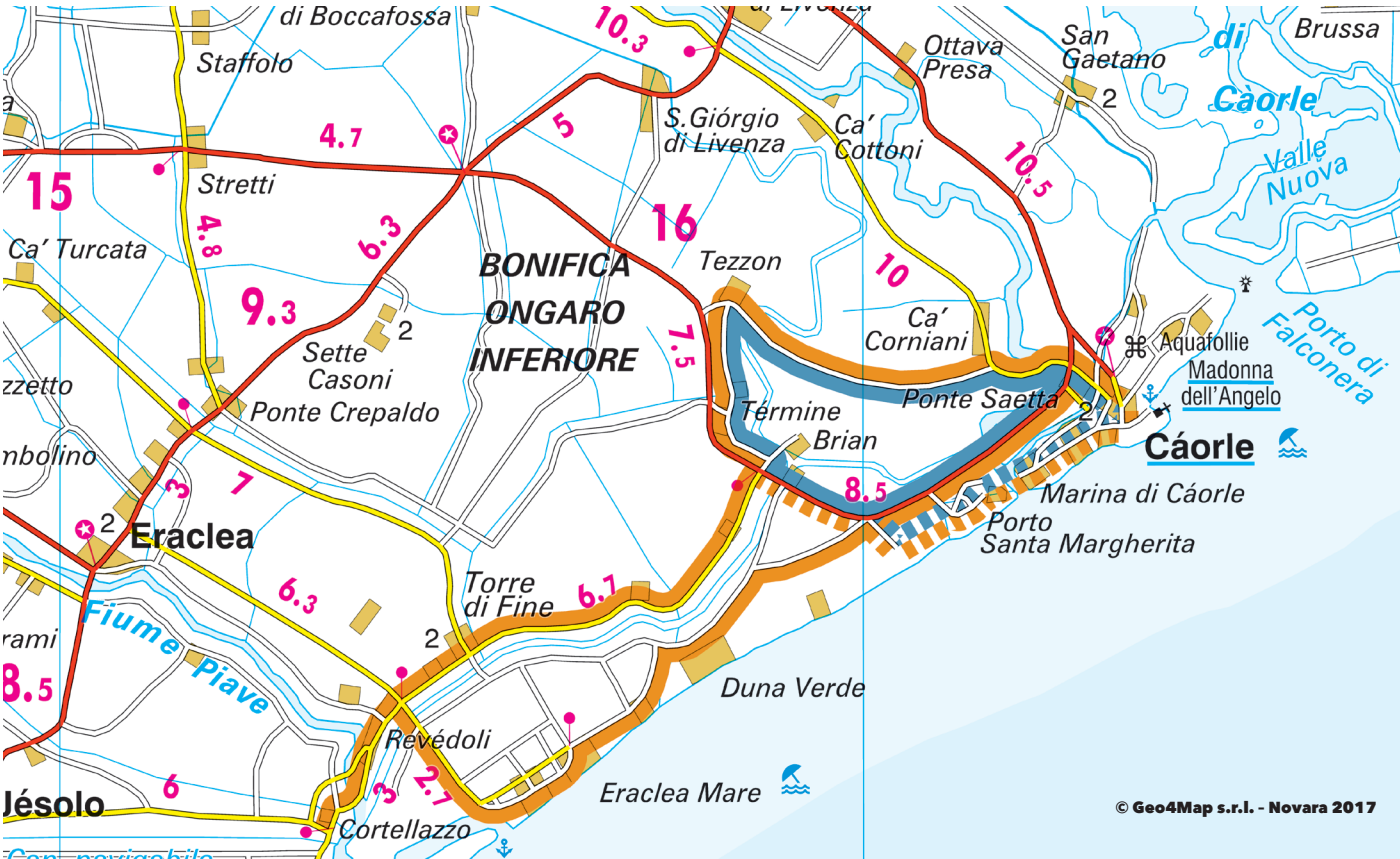 di Boccafossa
di Livenza
10.3
di
Brussa
Ottava
Presa
San
Gaetano
Staffolo
2
Càorle
a
4.7
5
S.Giórgio
di Livenza
Ca'
Cottoni
10.5
Valle
Nuova
15
Stretti
4.8
6.3
16
Ca' Turcata
BONIFICA
ONGARO
INFERIORE
Tezzon
10
9.3
2
7.5
Ca'
Corniani
Porto di
Falconera
Sette
Casoni
Aquafollie
Madonna
dell'Angelo
zzetto
Ponte Crepaldo
Ponte Saetta
2
Términe
Brian
Cáorle
mbolino
3
7
8.5
Marina di Cáorle
2
Eraclea
Porto
Santa Margherita
Torre
di Fine
6.7
6.3
Fiume Piave
2
rami
8.5
Duna Verde
Revédoli
2.7
3
6
Jésolo
Eraclea Mare
© Geo4Map s.r.l. - Novara 2017
Cortellazzo
Can. navigabile